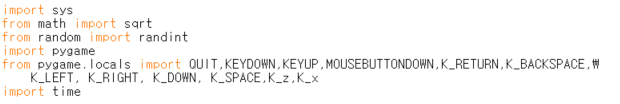 import sys
from math import sqrt
from random import randint
import pygame
from pygame.locals import QUIT,KEYDOWN,KEYUP,MOUSEBUTTONDOWN,K_RETURN,K_BACKSPACE,₩
K_LEFT, K_RIGHT, K_DOWN, K_SPACE,K_z,K_x
import time